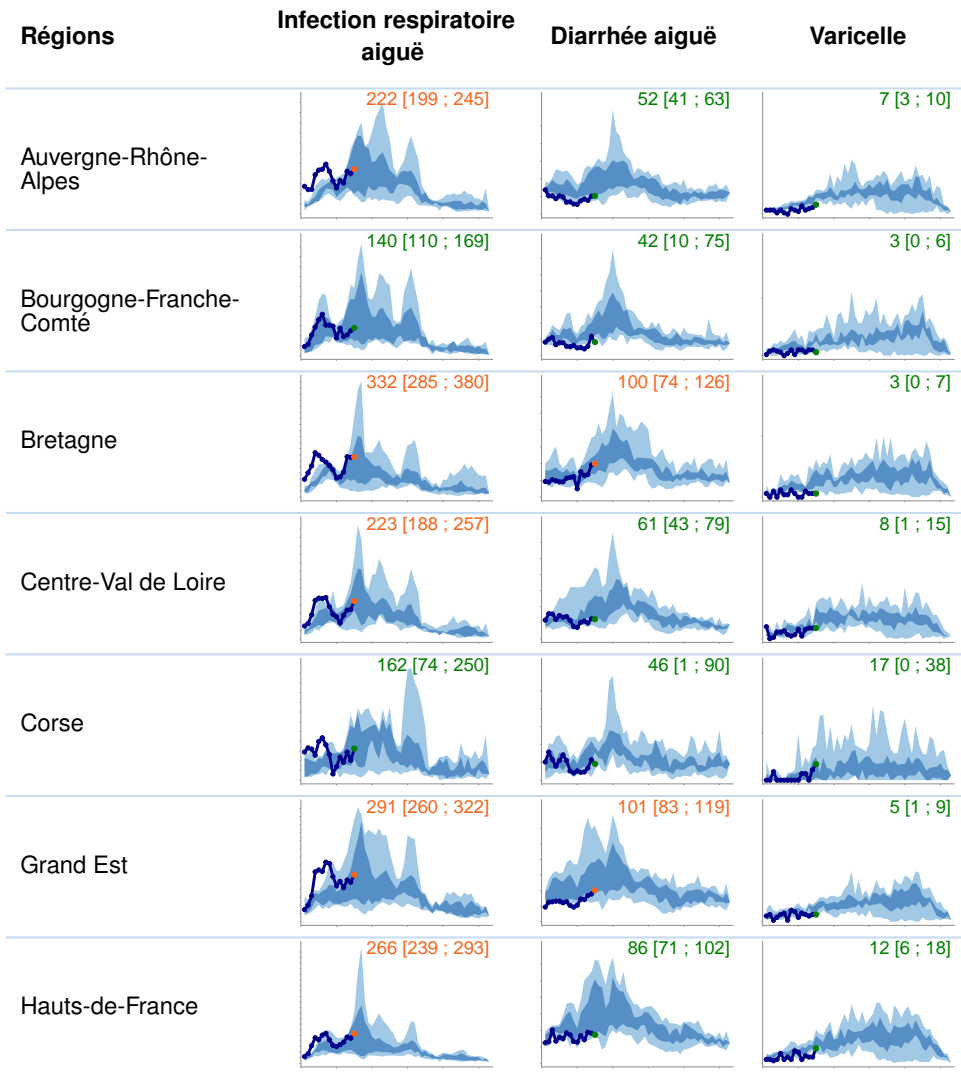 Régions
Infection respiratoire
aiguë
Diarrhée aiguë
Varicelle
Auvergne-Rhône-
Alpes
222 [199 ; 245]
52 [41 ; 63]
7 [3 ; 10]
Bourgogne-Franche-
Comté
140 [110 ; 169]
42 [10 ; 75]
3 [0 ; 6]
Bretagne
332 [285 ; 380]
100 [74 ; 126]
3 [0 ; 7]
Centre-Val de Loire
223 [188 ; 257]
61 [43 ; 79]
8 [1 ; 15]
Corse
162 [74 ; 250]
46 [1 ; 90]
17 [0 ; 38]
Grand Est
291 [260 ; 322]
101 [83 ; 119]
5 [1 ; 9]
Hauts-de-France
266 [239 ; 293]
86 [71 ; 102]
12 [6 ; 18]